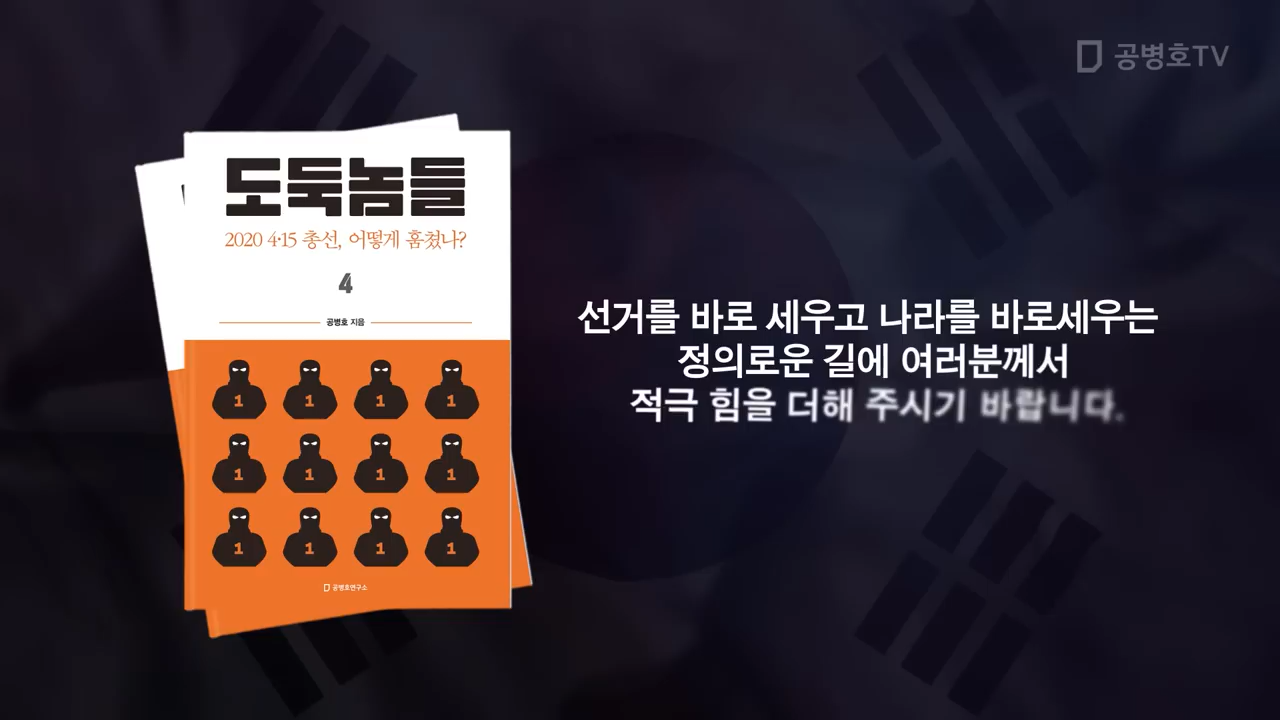 공병호TV
도둑놈들
2020 4·15 총선, 어떻게 훔쳤나?
4
공병호 지음
1 1 1 1
1 1 1 1
1 1 1 1
공병호연구소
선거를 바로 세우고 나라를 바로세우는
정의로운 길에 여러분께서
적극 힘을 더해 주시기 바랍니다.